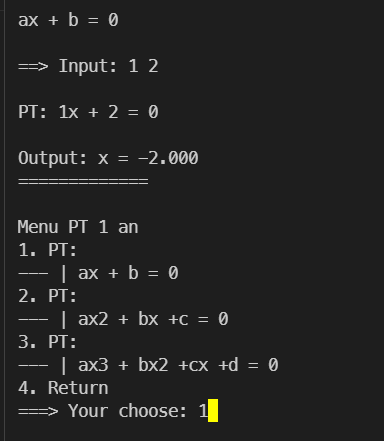 ax + b = 0
==> Input: 1 2
PT: 1x + 2 = 0
Output: x = -2.000
=============
Menu PT 1 an
1. PT:
--- | ax + b = 0
2. PT:
--- | ax2 + bx +c = 0
3. PT:
--- | ax3 + bx2 +cx +d = 0
4. Return
===> Your choose: 1